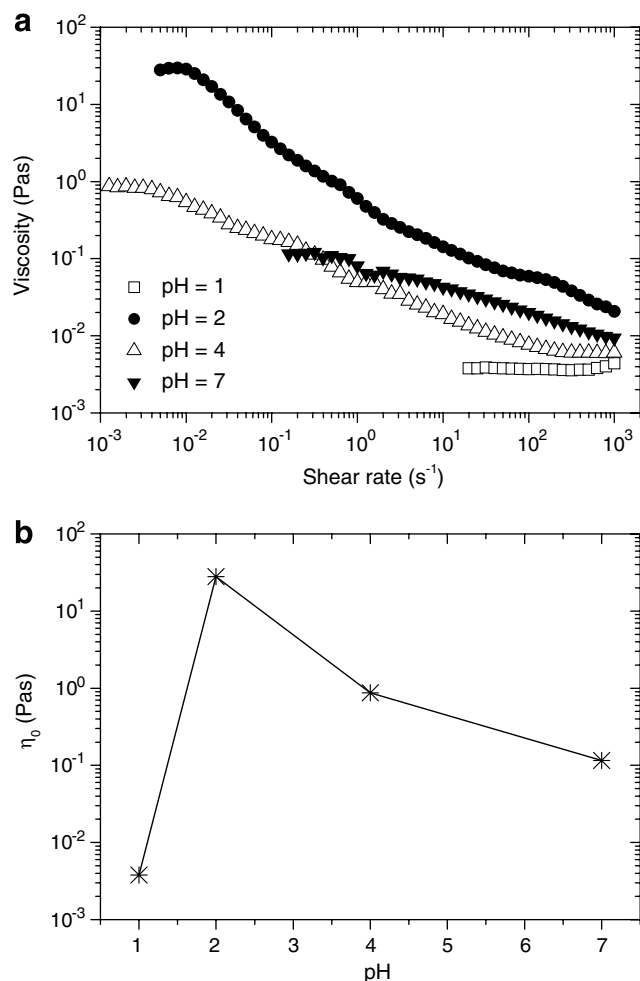 a
10²
10¹
10⁰
10⁻¹
10⁻²
10⁻³
Viscosity (Pas)
pH = 1
pH = 2
pH = 4
pH = 7
10⁻³ 10⁻² 10⁻¹ 10⁰ 10¹ 10² 10³
Shear rate (s⁻¹)
b
10²
10¹
10⁰
10⁻¹
10⁻²
10⁻³
η₀ (Pas)
1 2 3 4 5 6 7
pH